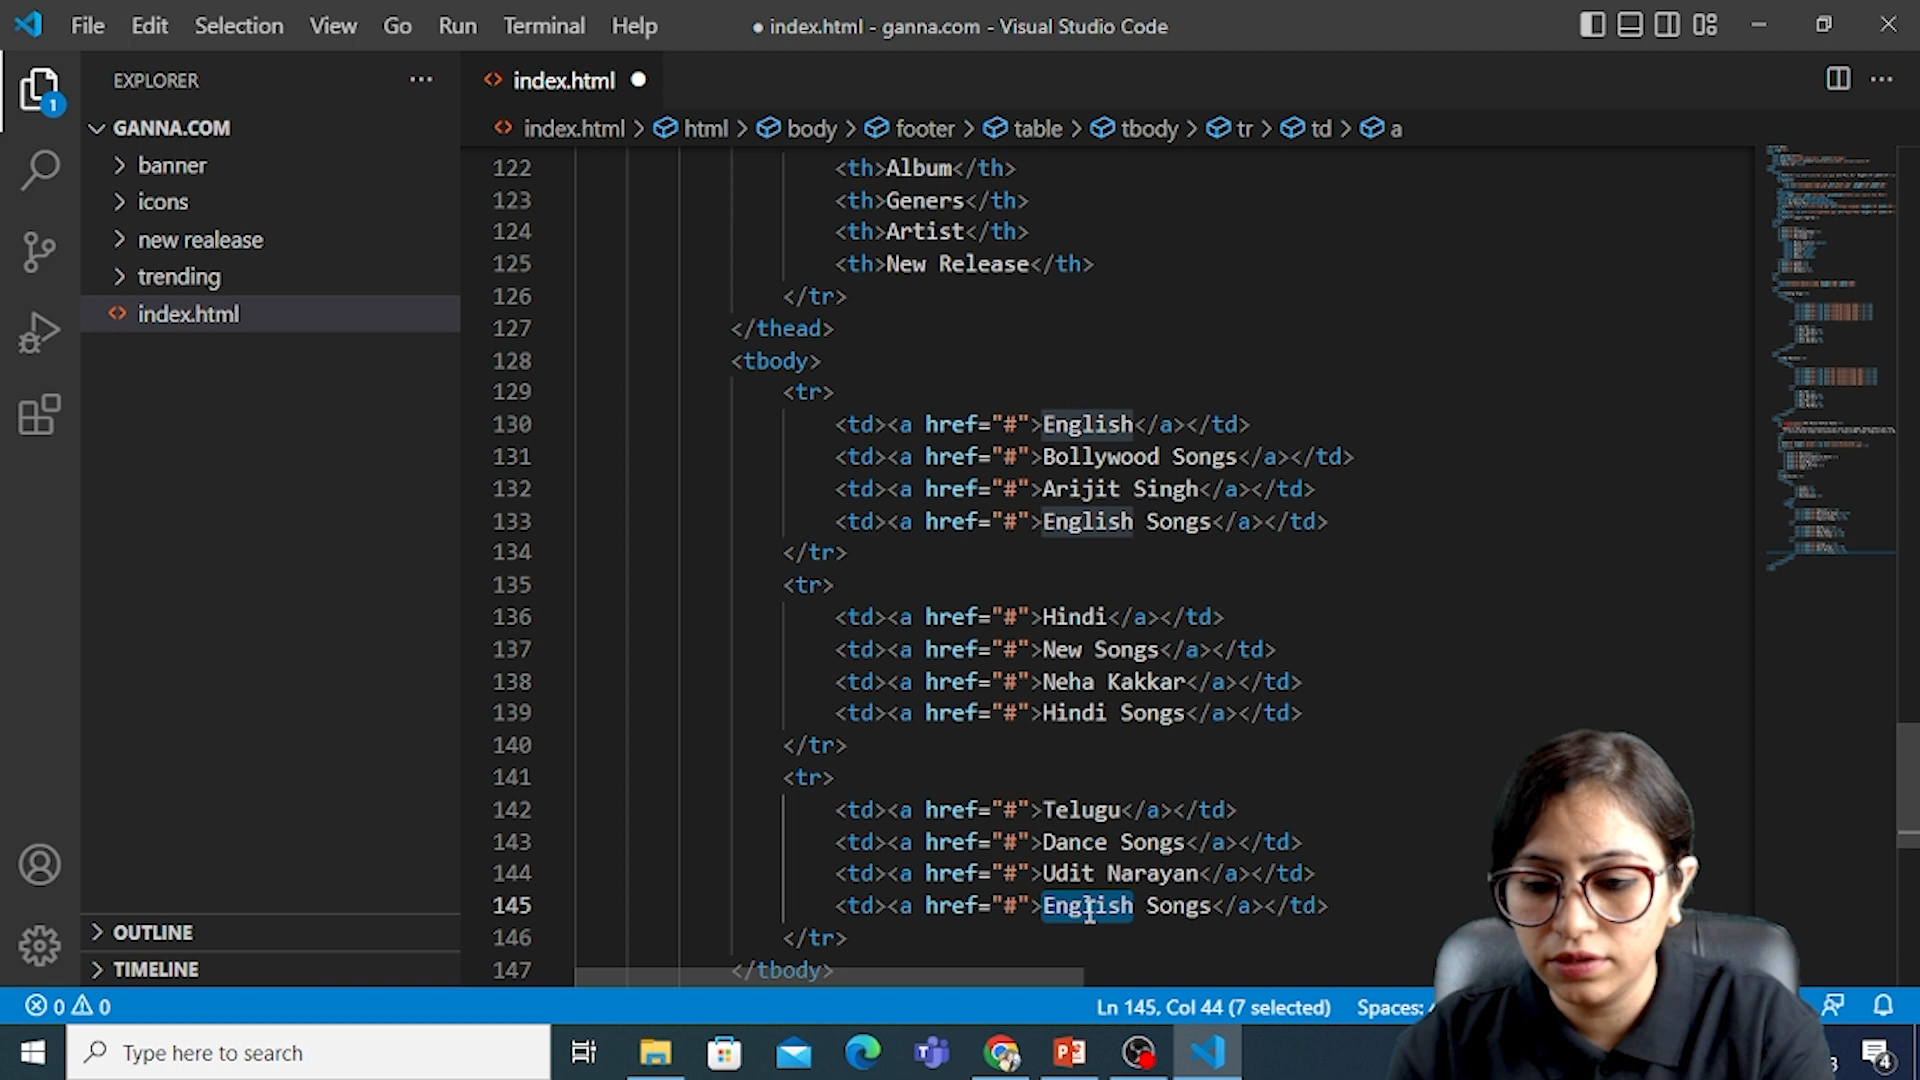 File Edit Selection View Go Run Terminal Help
● index.html - ganna.com - Visual Studio Code
EXPLORER
index.html
GANNA.COM
index.html > html > body > footer > table > tbody > tr > td > a
banner
icons
new realease
trending
index.html
122 <th>Album</th>
123 <th>Geners</th>
124 <th>Artist</th>
125 <th>New Release</th>
126 </tr>
127 </thead>
128 <tbody>
129 <tr>
130 <td><a href="#">English</a></td>
131 <td><a href="#">Bollywood Songs</a></td>
132 <td><a href="#">Arijit Singh</a></td>
133 <td><a href="#">English Songs</a></td>
134 </tr>
135 <tr>
136 <td><a href="#">Hindi</a></td>
137 <td><a href="#">New Songs</a></td>
138 <td><a href="#">Neha Kakkar</a></td>
139 <td><a href="#">Hindi Songs</a></td>
140 </tr>
141 <tr>
142 <td><a href="#">Telugu</a></td>
143 <td><a href="#">Dance Songs</a></td>
144 <td><a href="#">Udit Narayan</a></td>
145 <td><a href="#">English Songs</a></td>
146 </tr>
147 </tbody>
1
OUTLINE
TIMELINE
0 0
Ln 145, Col 44 (7 selected) Spaces:
Type here to search
4